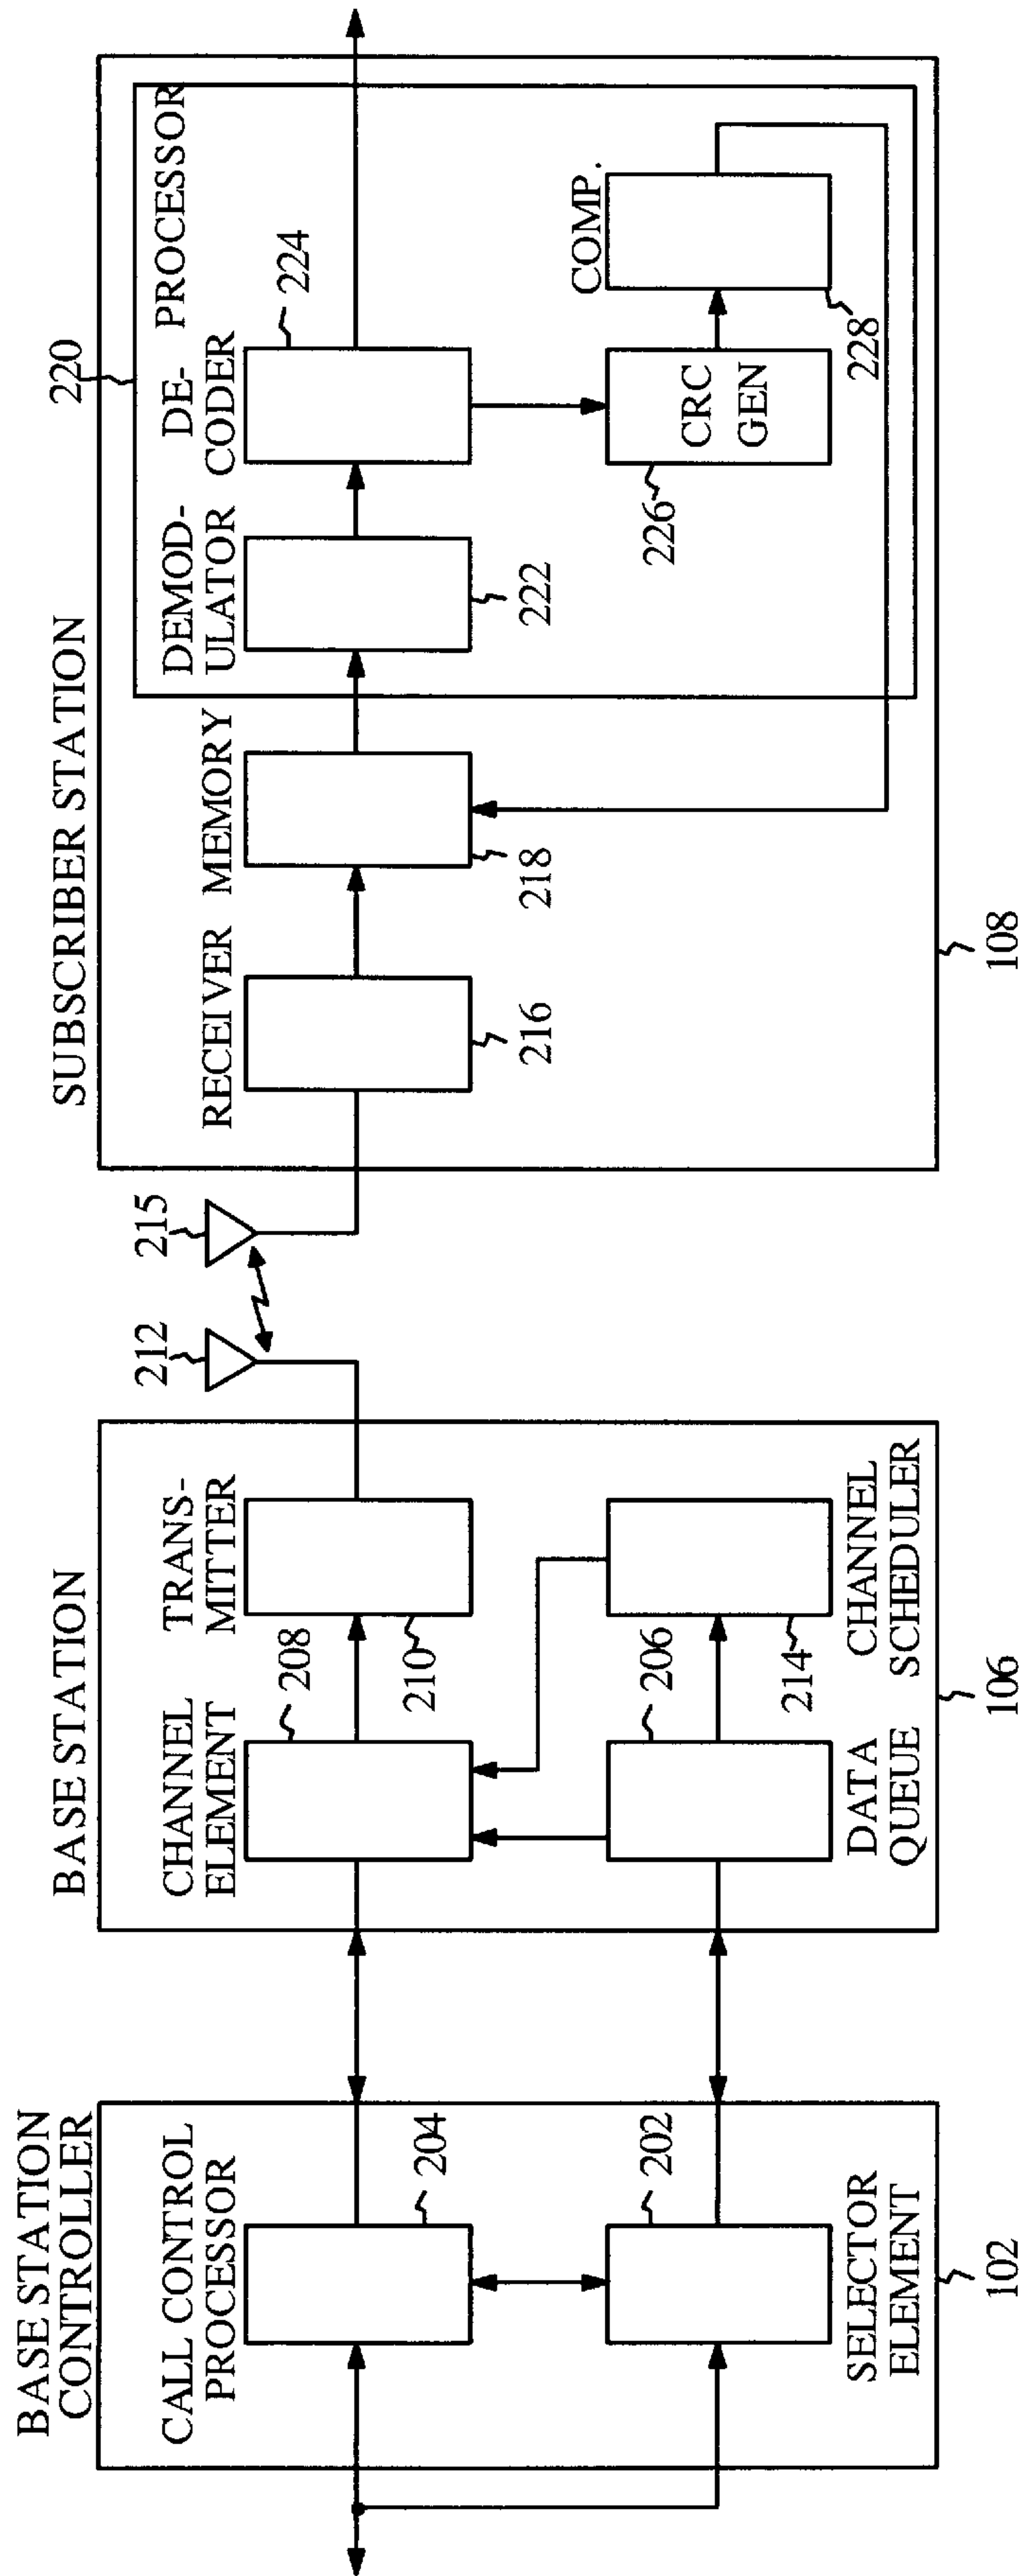 BASE STATION
CONTROLLER
CALL CONTROL
PROCESSOR
204
202
SELECTOR
ELEMENT
102
BASE STATION
CHANNEL
ELEMENT
208
TRANS-
MITTER
210
206
DATA
QUEUE
214
CHANNEL
SCHEDULER
106
212
215
SUBSCRIBER STATION
RECEIVER
216
MEMORY
218
220
PROCESSOR
DEMOD-
ULATOR
222
DE-
CODER
224
CRC
GEN
226
COMP.
228
108